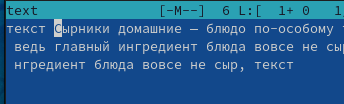 text [-M--] 6 L:[ 1+ 0 1
текст Сырники домашние — блюдо по-особому
ведь главный ингредиент блюда вовсе не сыр
нгредиент блюда вовсе не сыр, текст